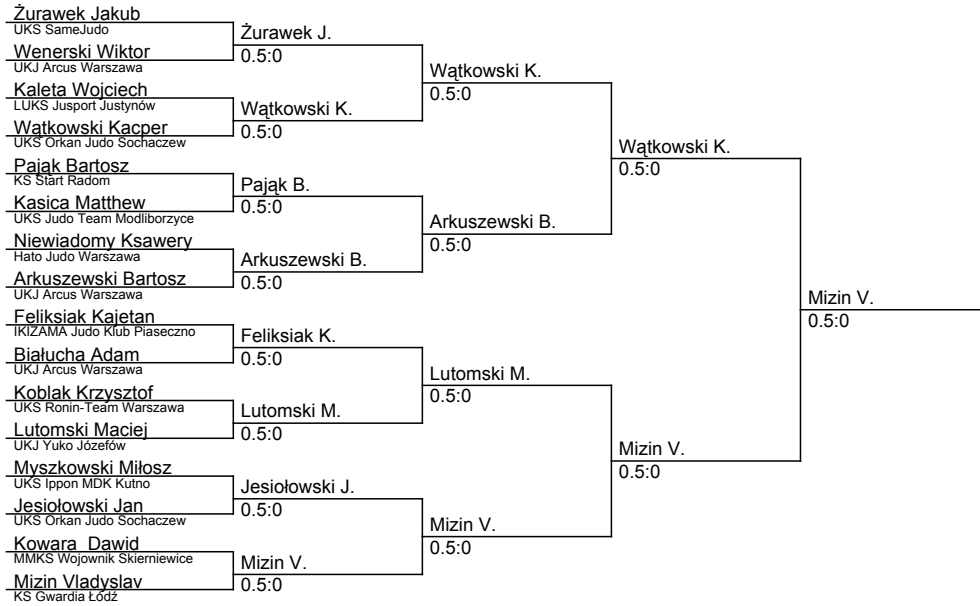 Żurawek Jakub
UKS SameJudo
Wenerski Wiktor
UKJ Arcus Warszawa
Kaleta Wojciech
LUKS Jusport Justynów
Wątkowski Kacper
UKS Orkan Judo Sochaczew
Pająk Bartosz
KS Start Radom
Kasica Matthew
UKS Judo Team Modliborzyce
Niewiadomy Ksawery
Hato Judo Warszawa
Arkuszewski Bartosz
UKJ Arcus Warszawa
Feliksiak Kajetan
IKIZAMA Judo Klub Piaseczno
Białucha Adam
UKJ Arcus Warszawa
Koblak Krzysztof
UKS Ronin-Team Warszawa
Lutomski Maciej
UKJ Yuko Józefów
Myszkowski Miłosz
UKS Ippon MDK Kutno
Jesiołowski Jan
UKS Orkan Judo Sochaczew
Kowara Dawid
MMKS Wojownik Skierniewice
Mizin Vladyslav
KS Gwardia Łódź
Żurawek J.
0.5:0
Wątkowski K.
0.5:0
Pająk B.
0.5:0
Arkuszewski B.
0.5:0
Feliksiak K.
0.5:0
Lutomski M.
0.5:0
Jesiołowski J.
0.5:0
Mizin V.
0.5:0
Wątkowski K.
0.5:0
Arkuszewski B.
0.5:0
Lutomski M.
0.5:0
Mizin V.
0.5:0
Wątkowski K.
0.5:0
Mizin V.
0.5:0
Mizin V.
0.5:0